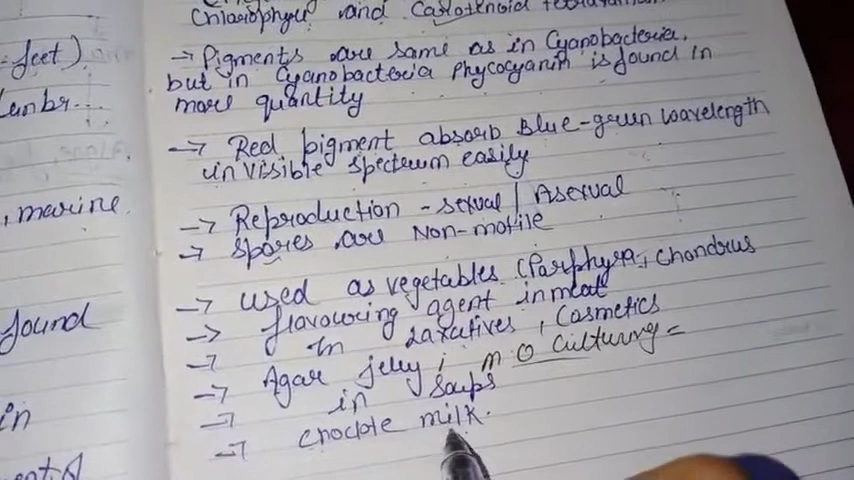 feet)
marine
found
in
Chlorophyll and Carotenoid
→ Pigments are same as in Cyanobacteria,
but in Cyanobacteria Phycocyanin is found in
more quantity
→ Red pigment absorb Blue-green wavelength
in visible spectrum easily
→ Reproduction - sexual / Asexual
→ spores are Non-motile
→ used as vegetables (Porphyra, Chondrus
→ flavouring agent in meat
→ In laxatives, Cosmetics
→ Agar jelly; M O Culturing =
→ in Soups
→ choclate milk.